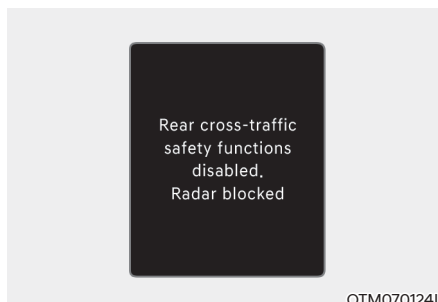 Rear cross-traffic
safety functions
disabled.
Radar blocked
OTM070124L